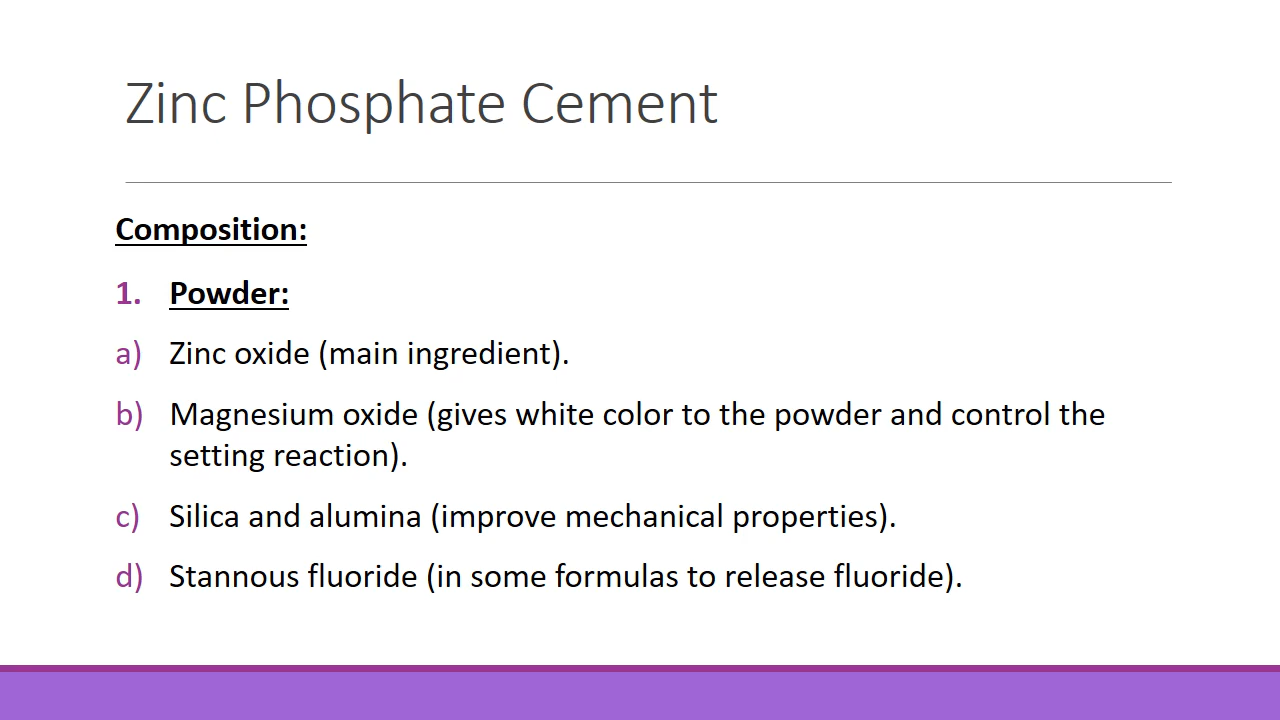 Zinc Phosphate Cement
Composition:
1. Powder:
a) Zinc oxide (main ingredient).
b) Magnesium oxide (gives white color to the powder and control the
setting reaction).
c) Silica and alumina (improve mechanical properties).
d) Stannous fluoride (in some formulas to release fluoride).